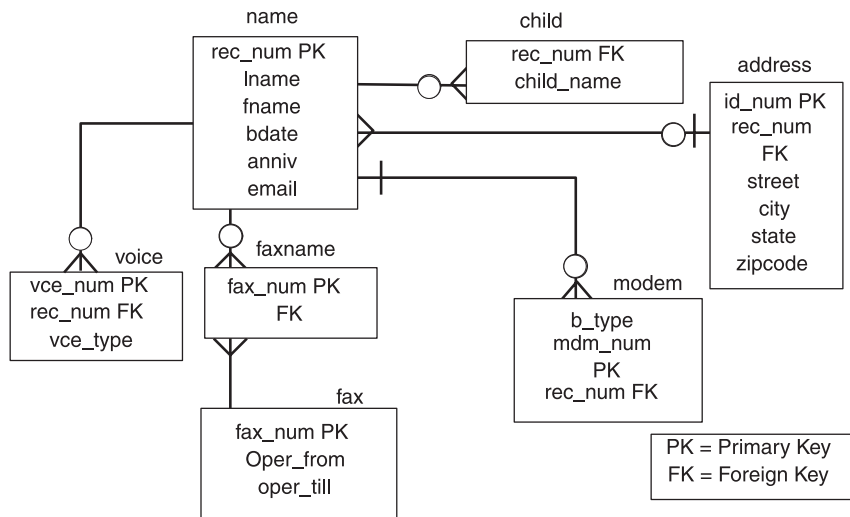 name
rec_num PK
lname
fname
bdate
anniv
email
child
rec_num FK
child_name
address
id_num PK
rec_num
FK
street
city
state
zipcode
voice
vce_num PK
rec_num FK
vce_type
faxname
fax_num PK
FK
modem
b_type
mdm_num
PK
rec_num FK
fax
fax_num PK
Oper_from
oper_till
PK = Primary Key
FK = Foreign Key